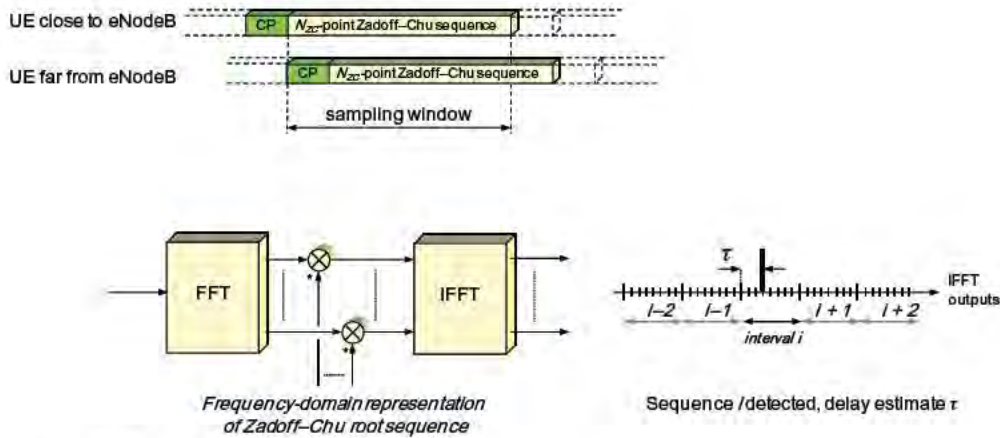 UE close to eNodeB
CP
N_ZC-point Zadoff–Chu sequence
UE far from eNodeB
CP
N_ZC-point Zadoff–Chu sequence
sampling window
FFT
*
*
IFFT
τ
IFFT outputs
i–2
i–1
interval i
i + 1
i + 2
Frequency-domain representation
of Zadoff–Chu root sequence
Sequence i detected, delay estimate τ